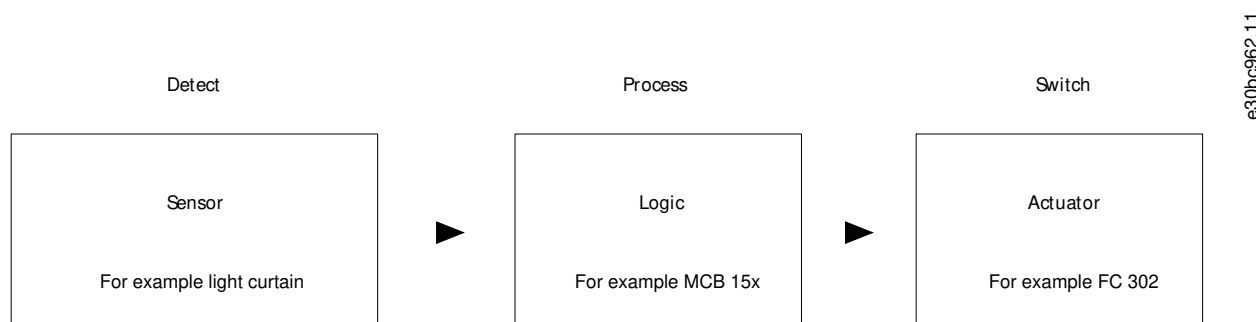 Detect
Process
Switch
Sensor
Logic
Actuator
For example light curtain
For example MCB 15x
For example FC 302
e30bc962.11